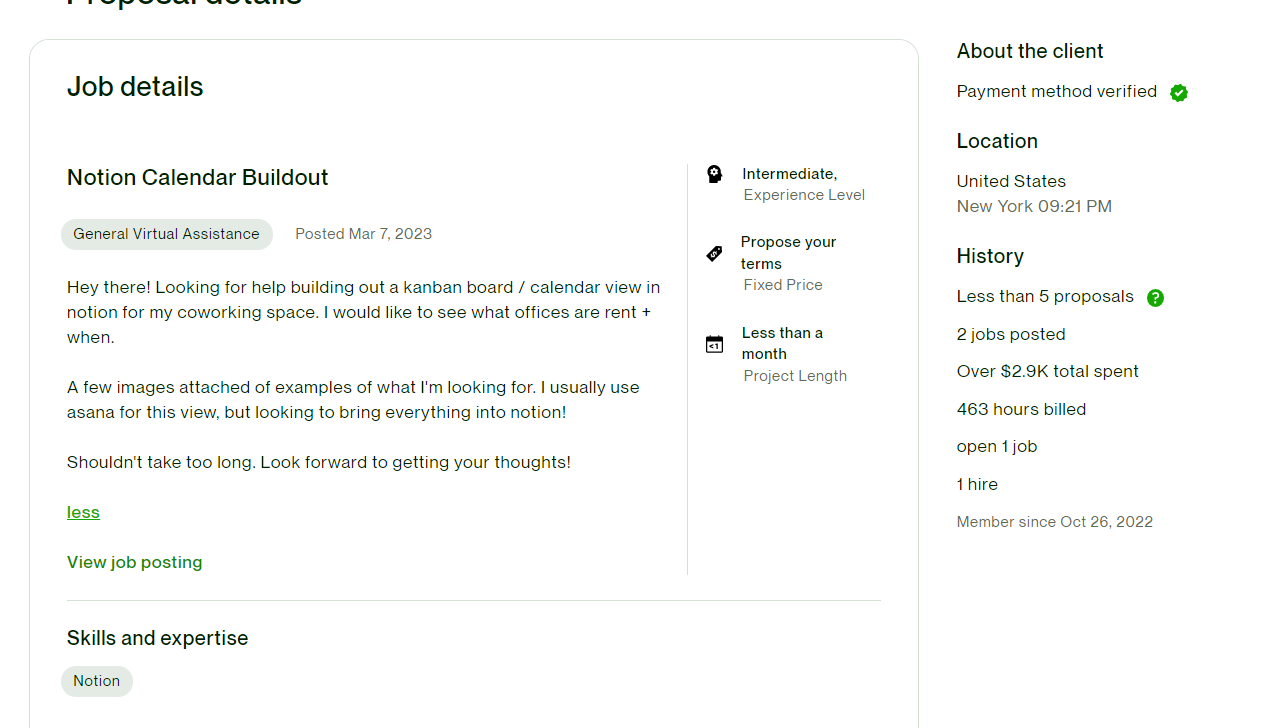 Proposal details
Job details
Notion Calendar Buildout
General Virtual Assistance
Posted Mar 7, 2023
Hey there! Looking for help building out a kanban board / calendar view in
notion for my coworking space. I would like to see what offices are rent +
when.
A few images attached of examples of what I'm looking for. I usually use
asana for this view, but looking to bring everything into notion!
Shouldn't take too long. Look forward to getting your thoughts!
less
View job posting
Intermediate,
Experience Level
Propose your
terms
Fixed Price
<1
Less than a
month
Project Length
Skills and expertise
Notion
About the client
Payment method verified
Location
United States
New York 09:21 PM
History
Less than 5 proposals ?
2 jobs posted
Over $2.9K total spent
463 hours billed
open 1 job
1 hire
Member since Oct 26, 2022